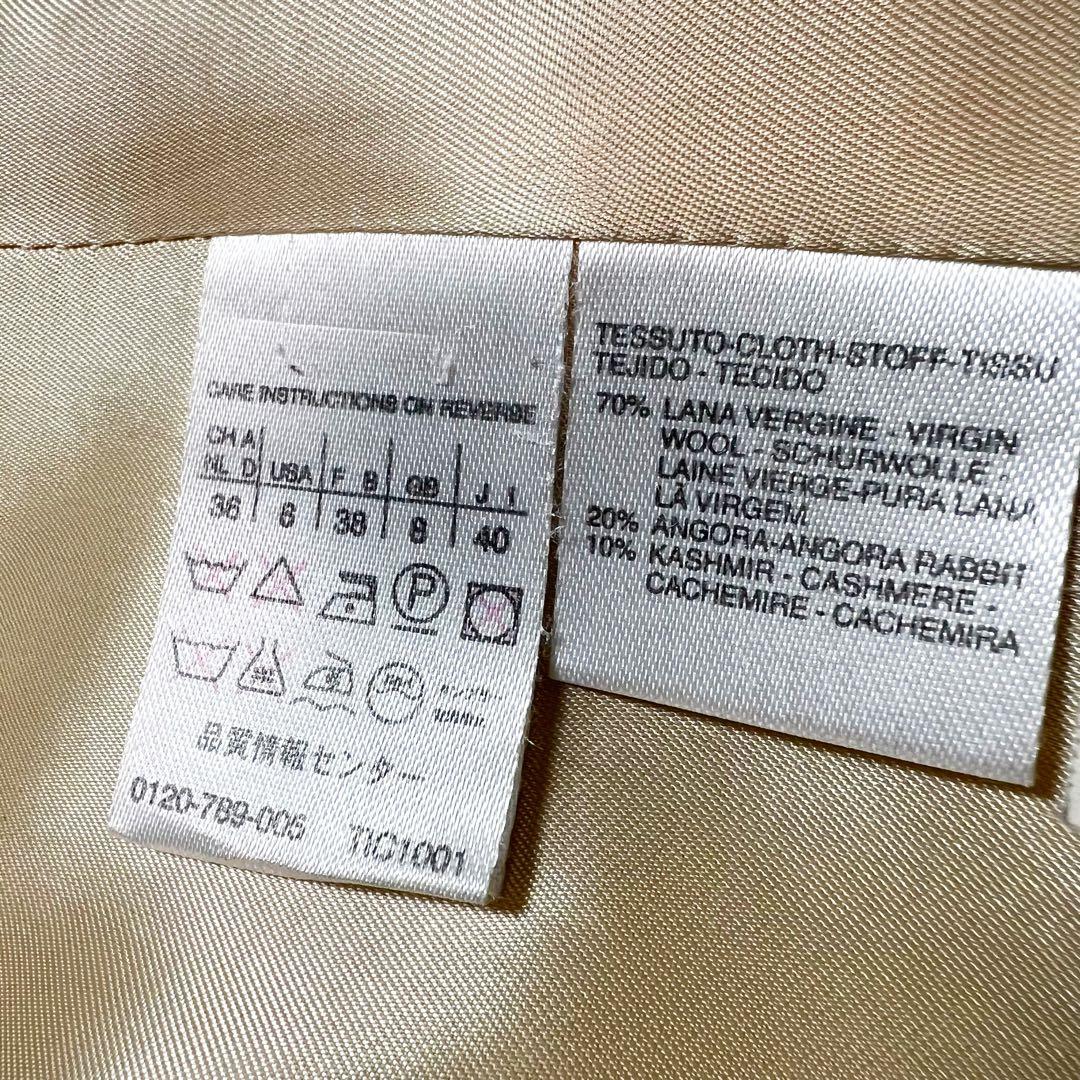 CARE INSTRUCTIONS ON REVERSE
CH A
NL D USA F B GB J I
36 6 38 8 40
P
品質情報センター
0120-789-005 TIC1001
TESSUTO-CLOTH-STOFF-TISSU
TEJIDO - TECIDO
70% LANA VERGINE - VIRGIN
WOOL - SCHURWOLLE -
LAINE VIERGE-PURA LANA
LÀ VIRGEM
20% ANGORA-ANGORA RABBIT
10% KASHMIR - CASHMERE -
CACHEMIRE - CACHEMIRA